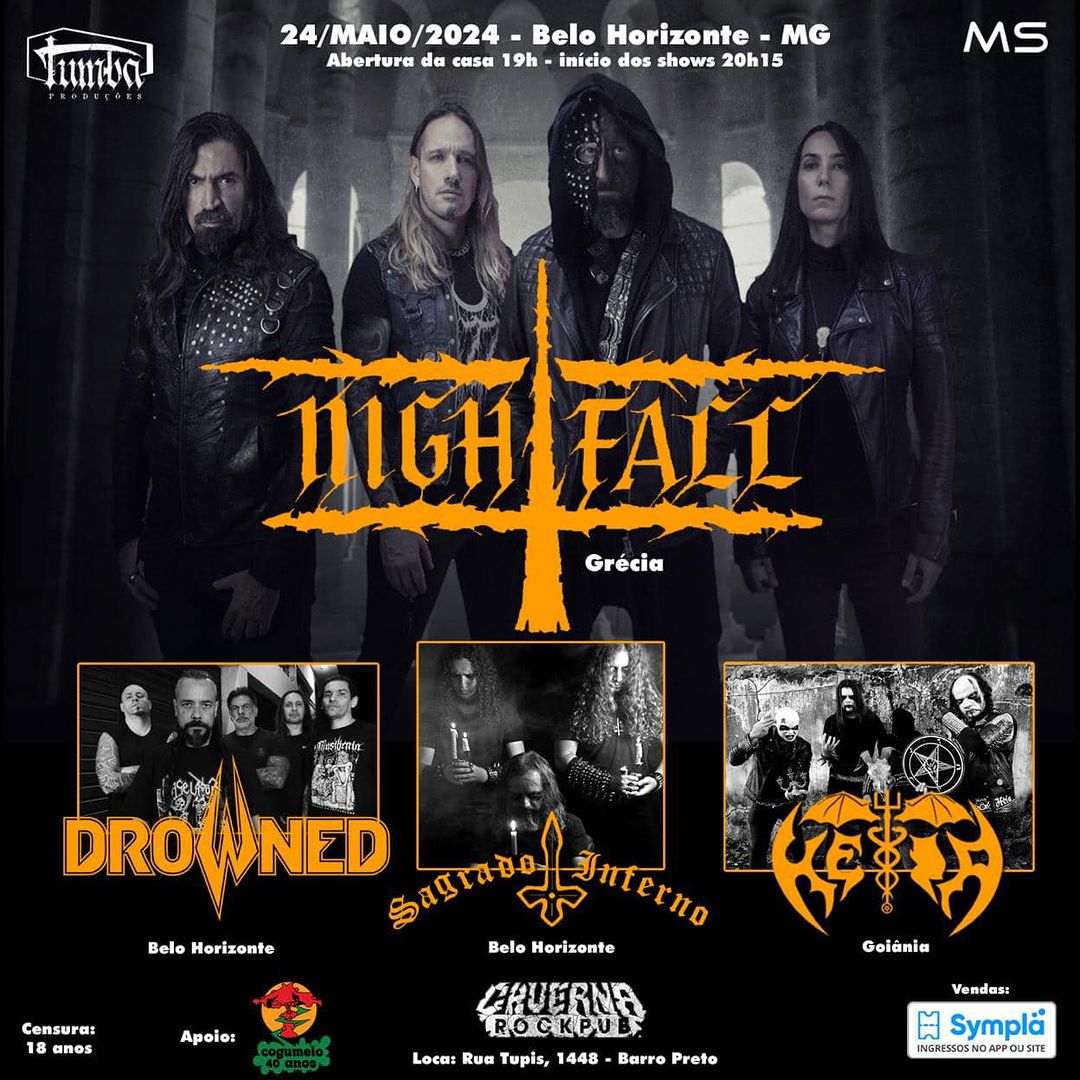 Tumba
PRODUÇÕES
24/MAIO/2024 - Belo Horizonte - MG
Abertura da casa 19h - início dos shows 20h15
MS
NIGHTFALL
Grécia
DROWNED
Belo Horizonte
Sagrado Inferno
Belo Horizonte
Goiânia
Censura:
18 anos
Apoio:
cogumelo
40 anos
CAVERNA
ROCKPUB
Loca: Rua Tupis, 1448 - Barro Preto
Vendas:
Sympla
INGRESSOS NO APP OU SITE